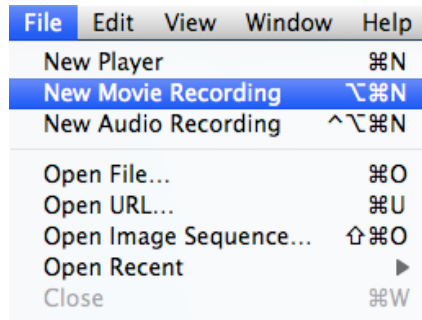 File Edit View Window Help
New Player ⌘N
New Movie Recording ⌥⌘N
New Audio Recording ^⌥⌘N
Open File... ⌘O
Open URL... ⌘U
Open Image Sequence... ⇧⌘O
Open Recent ▶
Close ⌘W